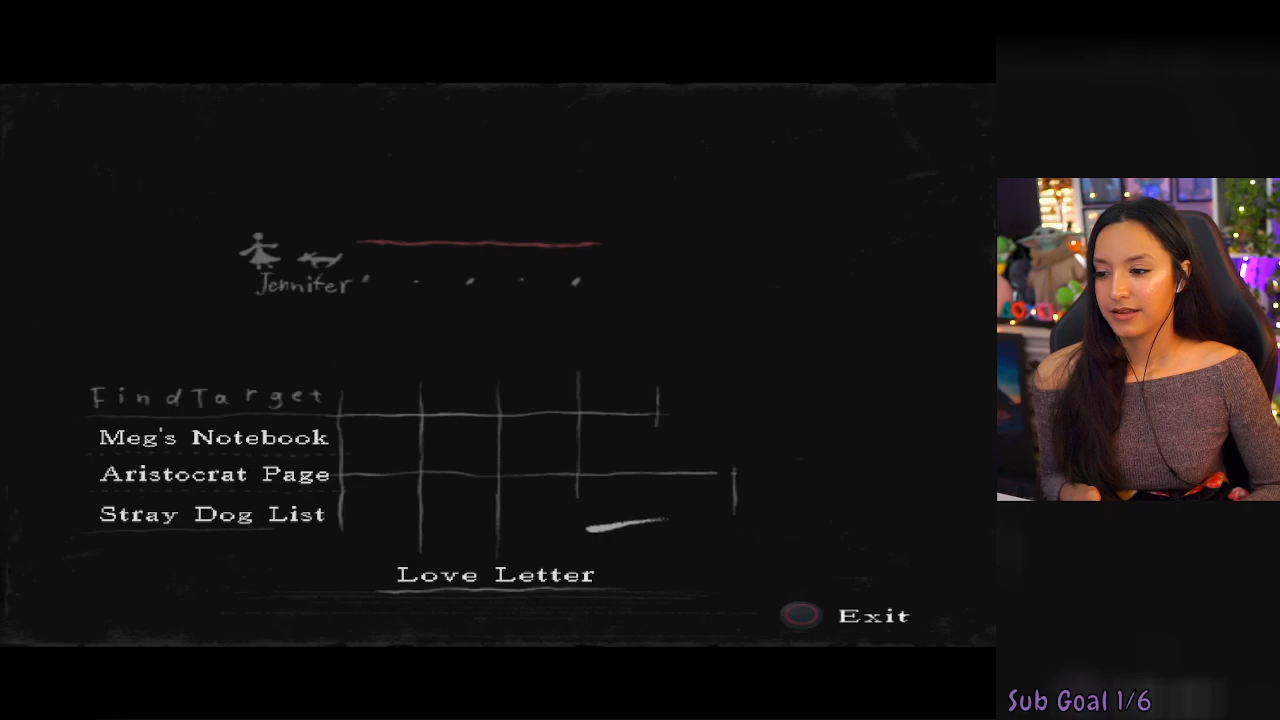 Jennifer
FindTarget
Meg's Notebook
Aristocrat Page
Stray Dog List
Love Letter
Exit
Sub Goal 1/6